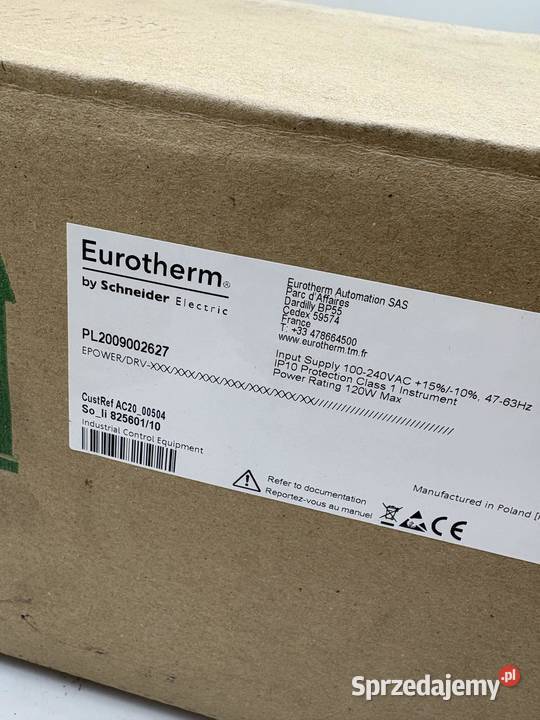 Eurotherm®
by Schneider Electric
Eurotherm Automation SAS
Parc d'Affaires
Dardilly BP55
Cedex 59574
France
T: +33 478664500
www.eurotherm.tm.fr
PL2009002627
EPOWER/DRV-XXX/XXX/XXX/XXX/XXX/XXX/XX//////////////////////////////
Input Supply 100-240VAC +15%/-10%, 47-63Hz
IP10 Protection Class 1 Instrument
Power Rating 120W Max
CustRef AC20_00504
So_li 825601/10
Industrial Control Equipment
Refer to documentation
Reportez-vous au manuel
CE
Manufactured in Poland
Sprzedajemy.pl